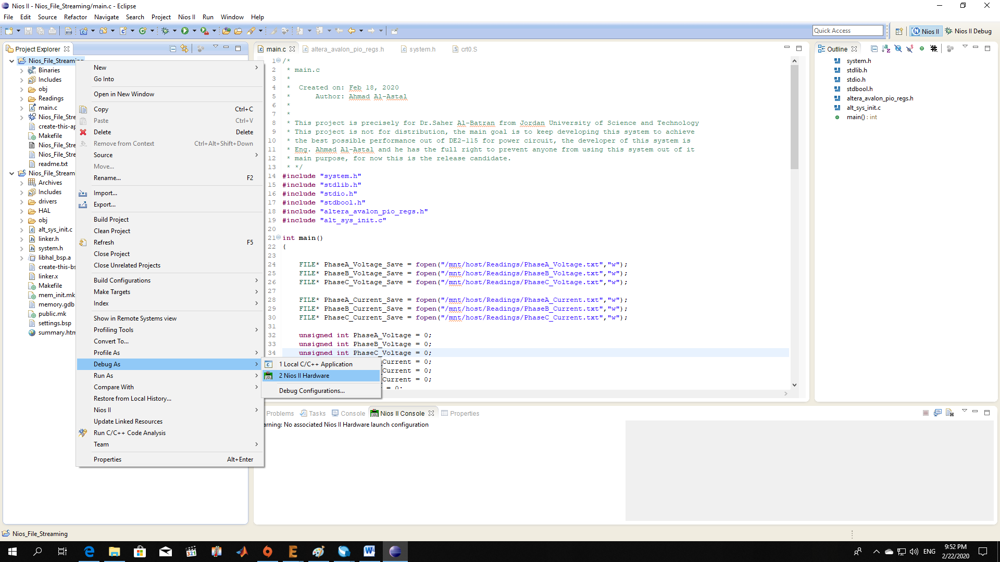 Nios II - Nios_File_Streaming/main.c - Eclipse
File Edit Source Refactor Navigate Search Project Nios II Run Window Help
Quick Access
Nios II
Nios II Debug
Project Explorer
Nios_File_Streaming
Binaries
Includes
obj
Readings
main.c
Nios_File_Stre
create-this-ap
Makefile
Nios_File_Stre
Nios_File_Stre
readme.txt
Nios_File_Stream
Archives
Includes
drivers
HAL
obj
alt_sys_init.c
linker.h
system.h
libhal_bsp.a
create-this-bs
linker.x
Makefile
mem_init.mk
memory.gdb
public.mk
settings.bsp
summary.htm
New
Go Into
Open in New Window
Copy Ctrl+C
Paste Ctrl+V
Delete Delete
Remove from Context Ctrl+Alt+Shift+Down
Source
Move...
Rename... F2
Import...
Export...
Build Project
Clean Project
Refresh F5
Close Project
Close Unrelated Projects
Build Configurations
Make Targets
Index
Show in Remote Systems view
Profiling Tools
Convert To...
Profile As
Debug As
Run As
Compare With
Restore from Local History...
Nios II
Update Linked Resources
Run C/C++ Code Analysis
Team
Properties Alt+Enter
1 Local C/C++ Application
2 Nios II Hardware
Debug Configurations...
main.c altera_avalon_pio_regs.h system.h crt0.S
1 /*
2 * main.c
3 *
4 * Created on: Feb 18, 2020
5 * Author: Ahmad Al-Astal
6 *
7 *
8 * This project is precisely for Dr.Saher Al-Batran from Jordan University of Science and Technology
9 * This project is not for distribution, the main goal is to keep developing this system to achieve
10 * the best possible performance out of DE2-115 for power circuit, the developer of this system is
11 * Eng. Ahmad Al-Astal and he has the full right to prevent anyone from using this system out of it
12 * main purpose, for now this is the release candidate.
13 * */
14 #include "system.h"
15 #include "stdlib.h"
16 #include "stdio.h"
17 #include "stdbool.h"
18 #include "altera_avalon_pio_regs.h"
19 #include "alt_sys_init.c"
20
21 int main()
22 {
23
24 FILE* PhaseA_Voltage_Save = fopen("/mnt/host/Readings/PhaseA_Voltage.txt","w");
25 FILE* PhaseB_Voltage_Save = fopen("/mnt/host/Readings/PhaseB_Voltage.txt","w");
26 FILE* PhaseC_Voltage_Save = fopen("/mnt/host/Readings/PhaseC_Voltage.txt","w");
27
28 FILE* PhaseA_Current_Save = fopen("/mnt/host/Readings/PhaseA_Current.txt","w");
29 FILE* PhaseB_Current_Save = fopen("/mnt/host/Readings/PhaseB_Current.txt","w");
30 FILE* PhaseC_Current_Save = fopen("/mnt/host/Readings/PhaseC_Current.txt","w");
31
32 unsigned int PhaseA_Voltage = 0;
33 unsigned int PhaseB_Voltage = 0;
34 unsigned int PhaseC_Voltage = 0;
_Current = 0;
_Current = 0;
_Current = 0;
= 0;
Outline
system.h
stdlib.h
stdio.h
stdbool.h
altera_avalon_pio_regs.h
alt_sys_init.c
main() : int
Problems Tasks Console Nios II Console Properties
arning: No associated Nios II Hardware launch configuration
Nios_File_Streaming
ENG
9:52 PM
2/22/2020